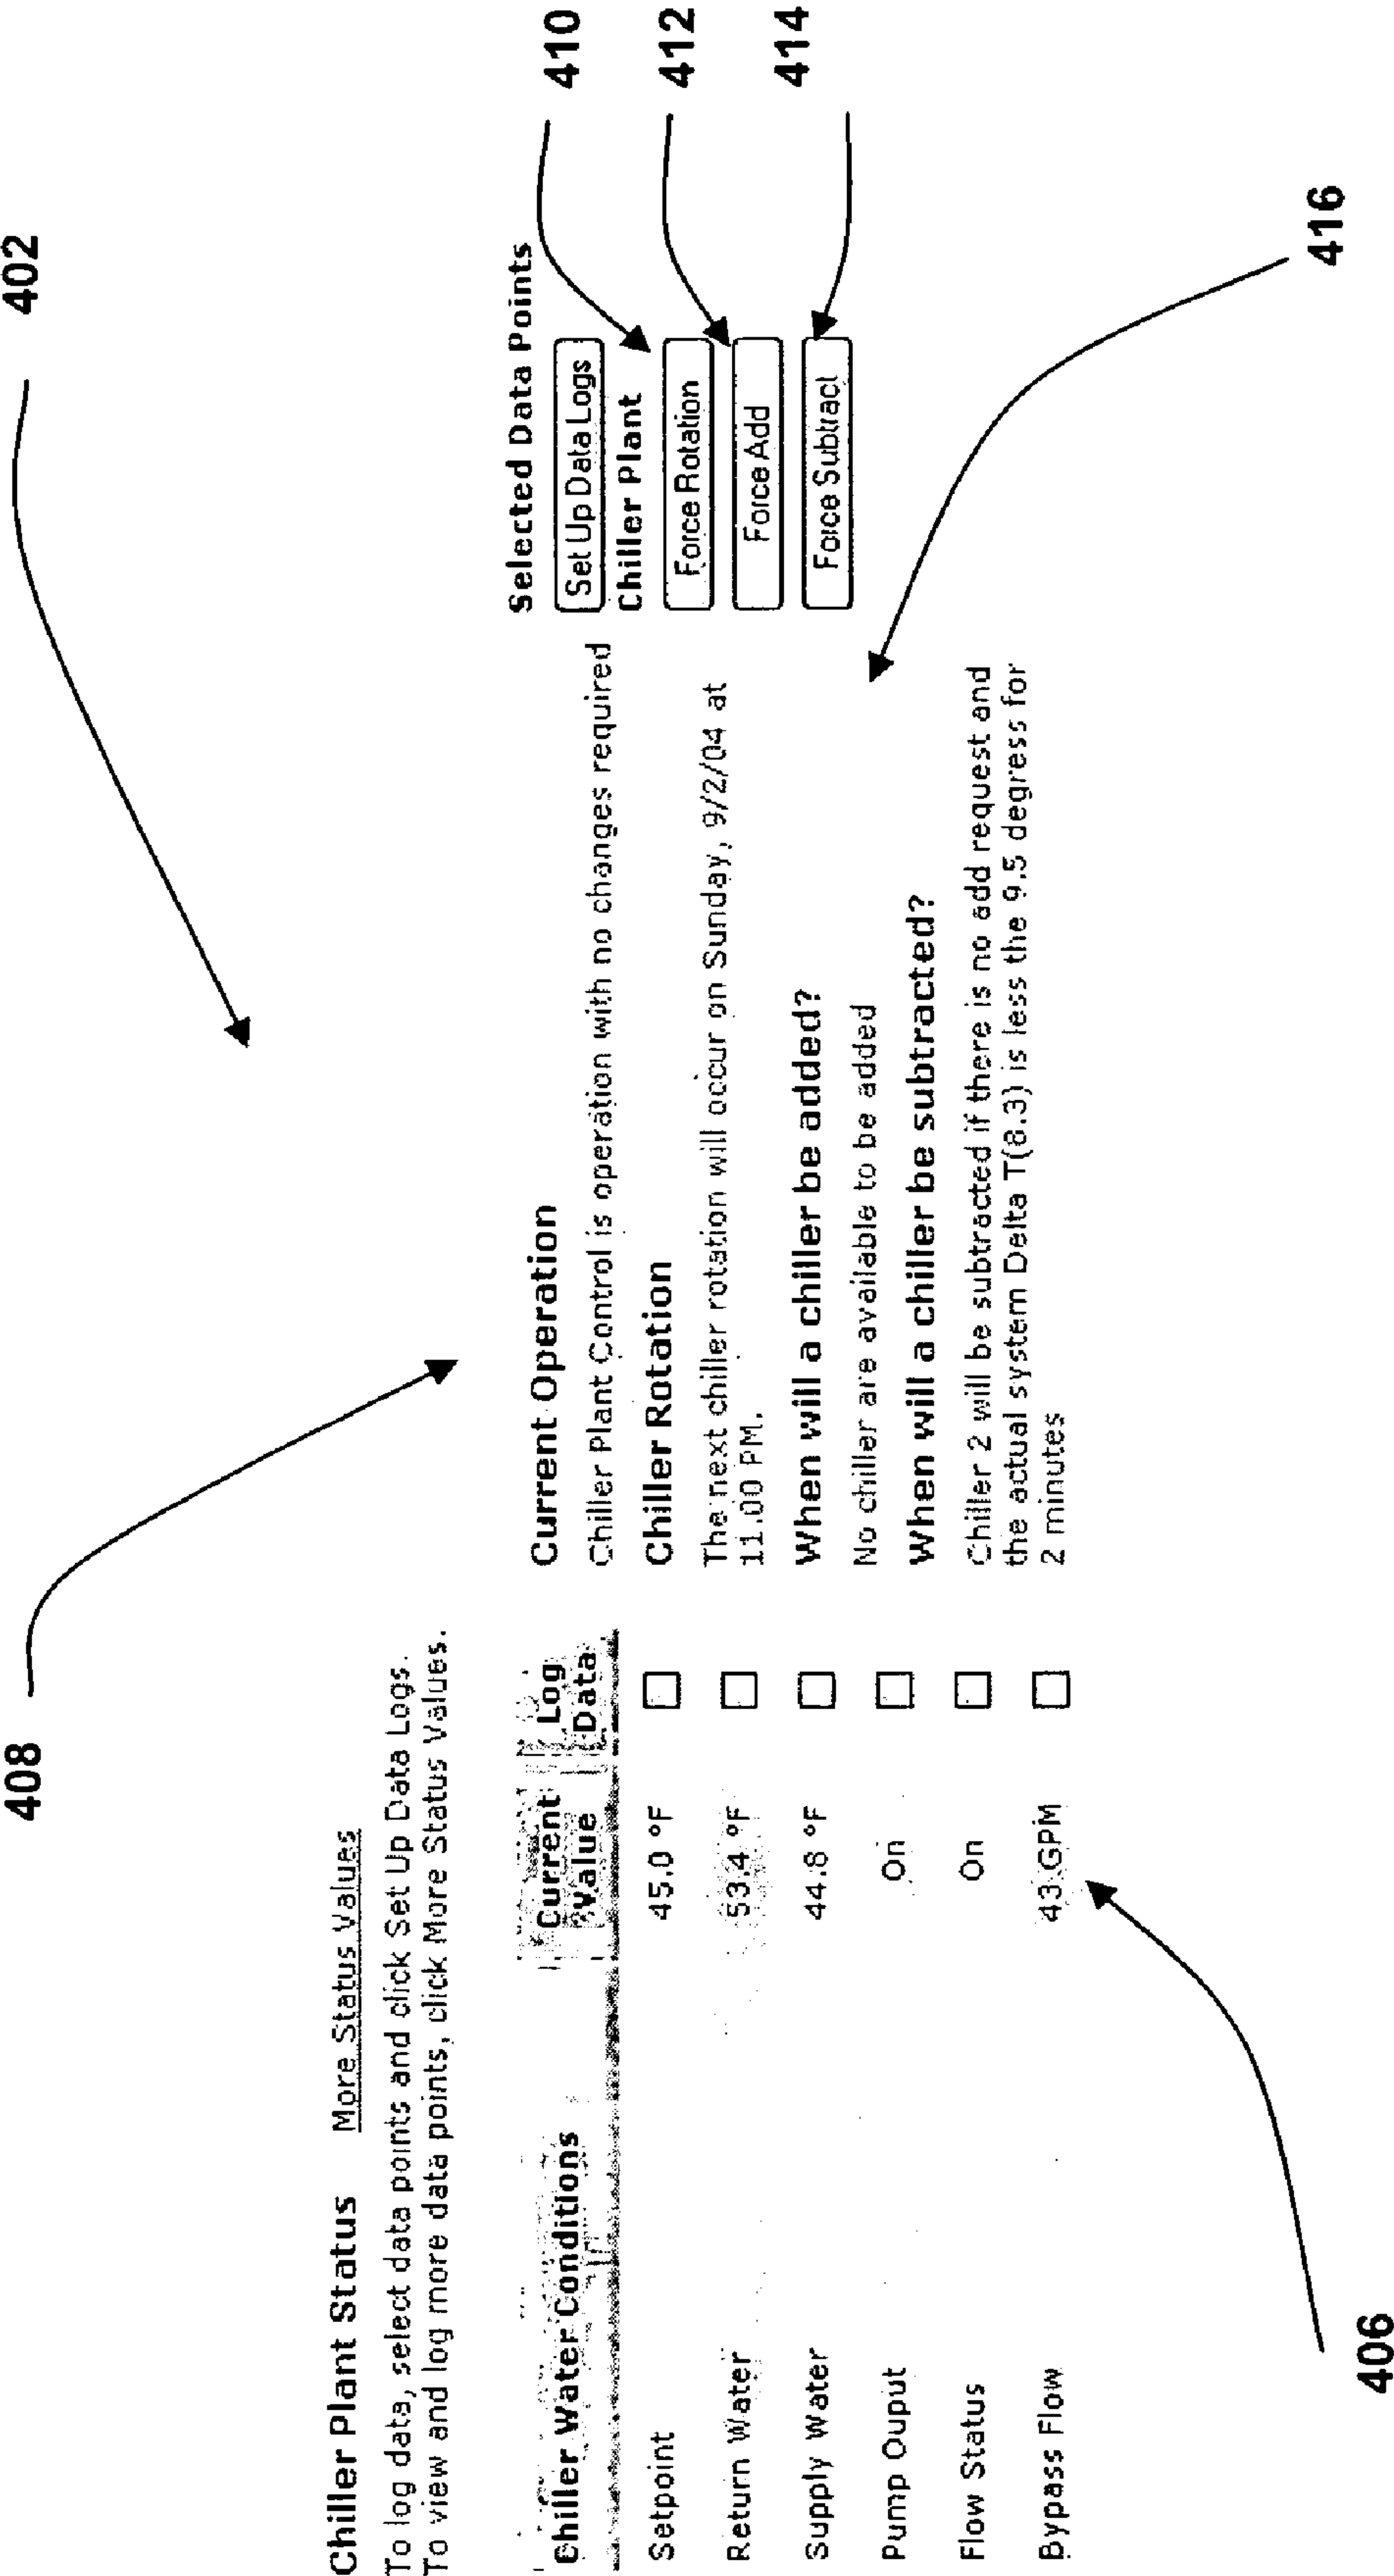 402
408
Chiller Plant Status More Status Values
To log data, select data points and click Set Up Data Logs.
To view and log more data points, click More Status Values.
Chiller Water Conditions
Current Value
Log Data
Setpoint 45.0 °F
Return Water 53.4 °F
Supply Water 44.8 °F
Pump Ouput On
Flow Status On
Bypass Flow 43 GPM
406
Current Operation
Chiller Plant Control is operation with no changes required
Chiller Rotation
The next chiller rotation will occur on Sunday, 9/2/04 at
11.00 PM.
When will a chiller be added?
No chiller are available to be added
When will a chiller be subtracted?
Chiller 2 will be subtracted if there is no add request and
the actual system Delta T(8.3) is less the 9.5 degress for
2 minutes
Selected Data Points
Set Up Data Logs
Chiller Plant
Force Rotation
Force Add
Force Subtract
410
412
414
416